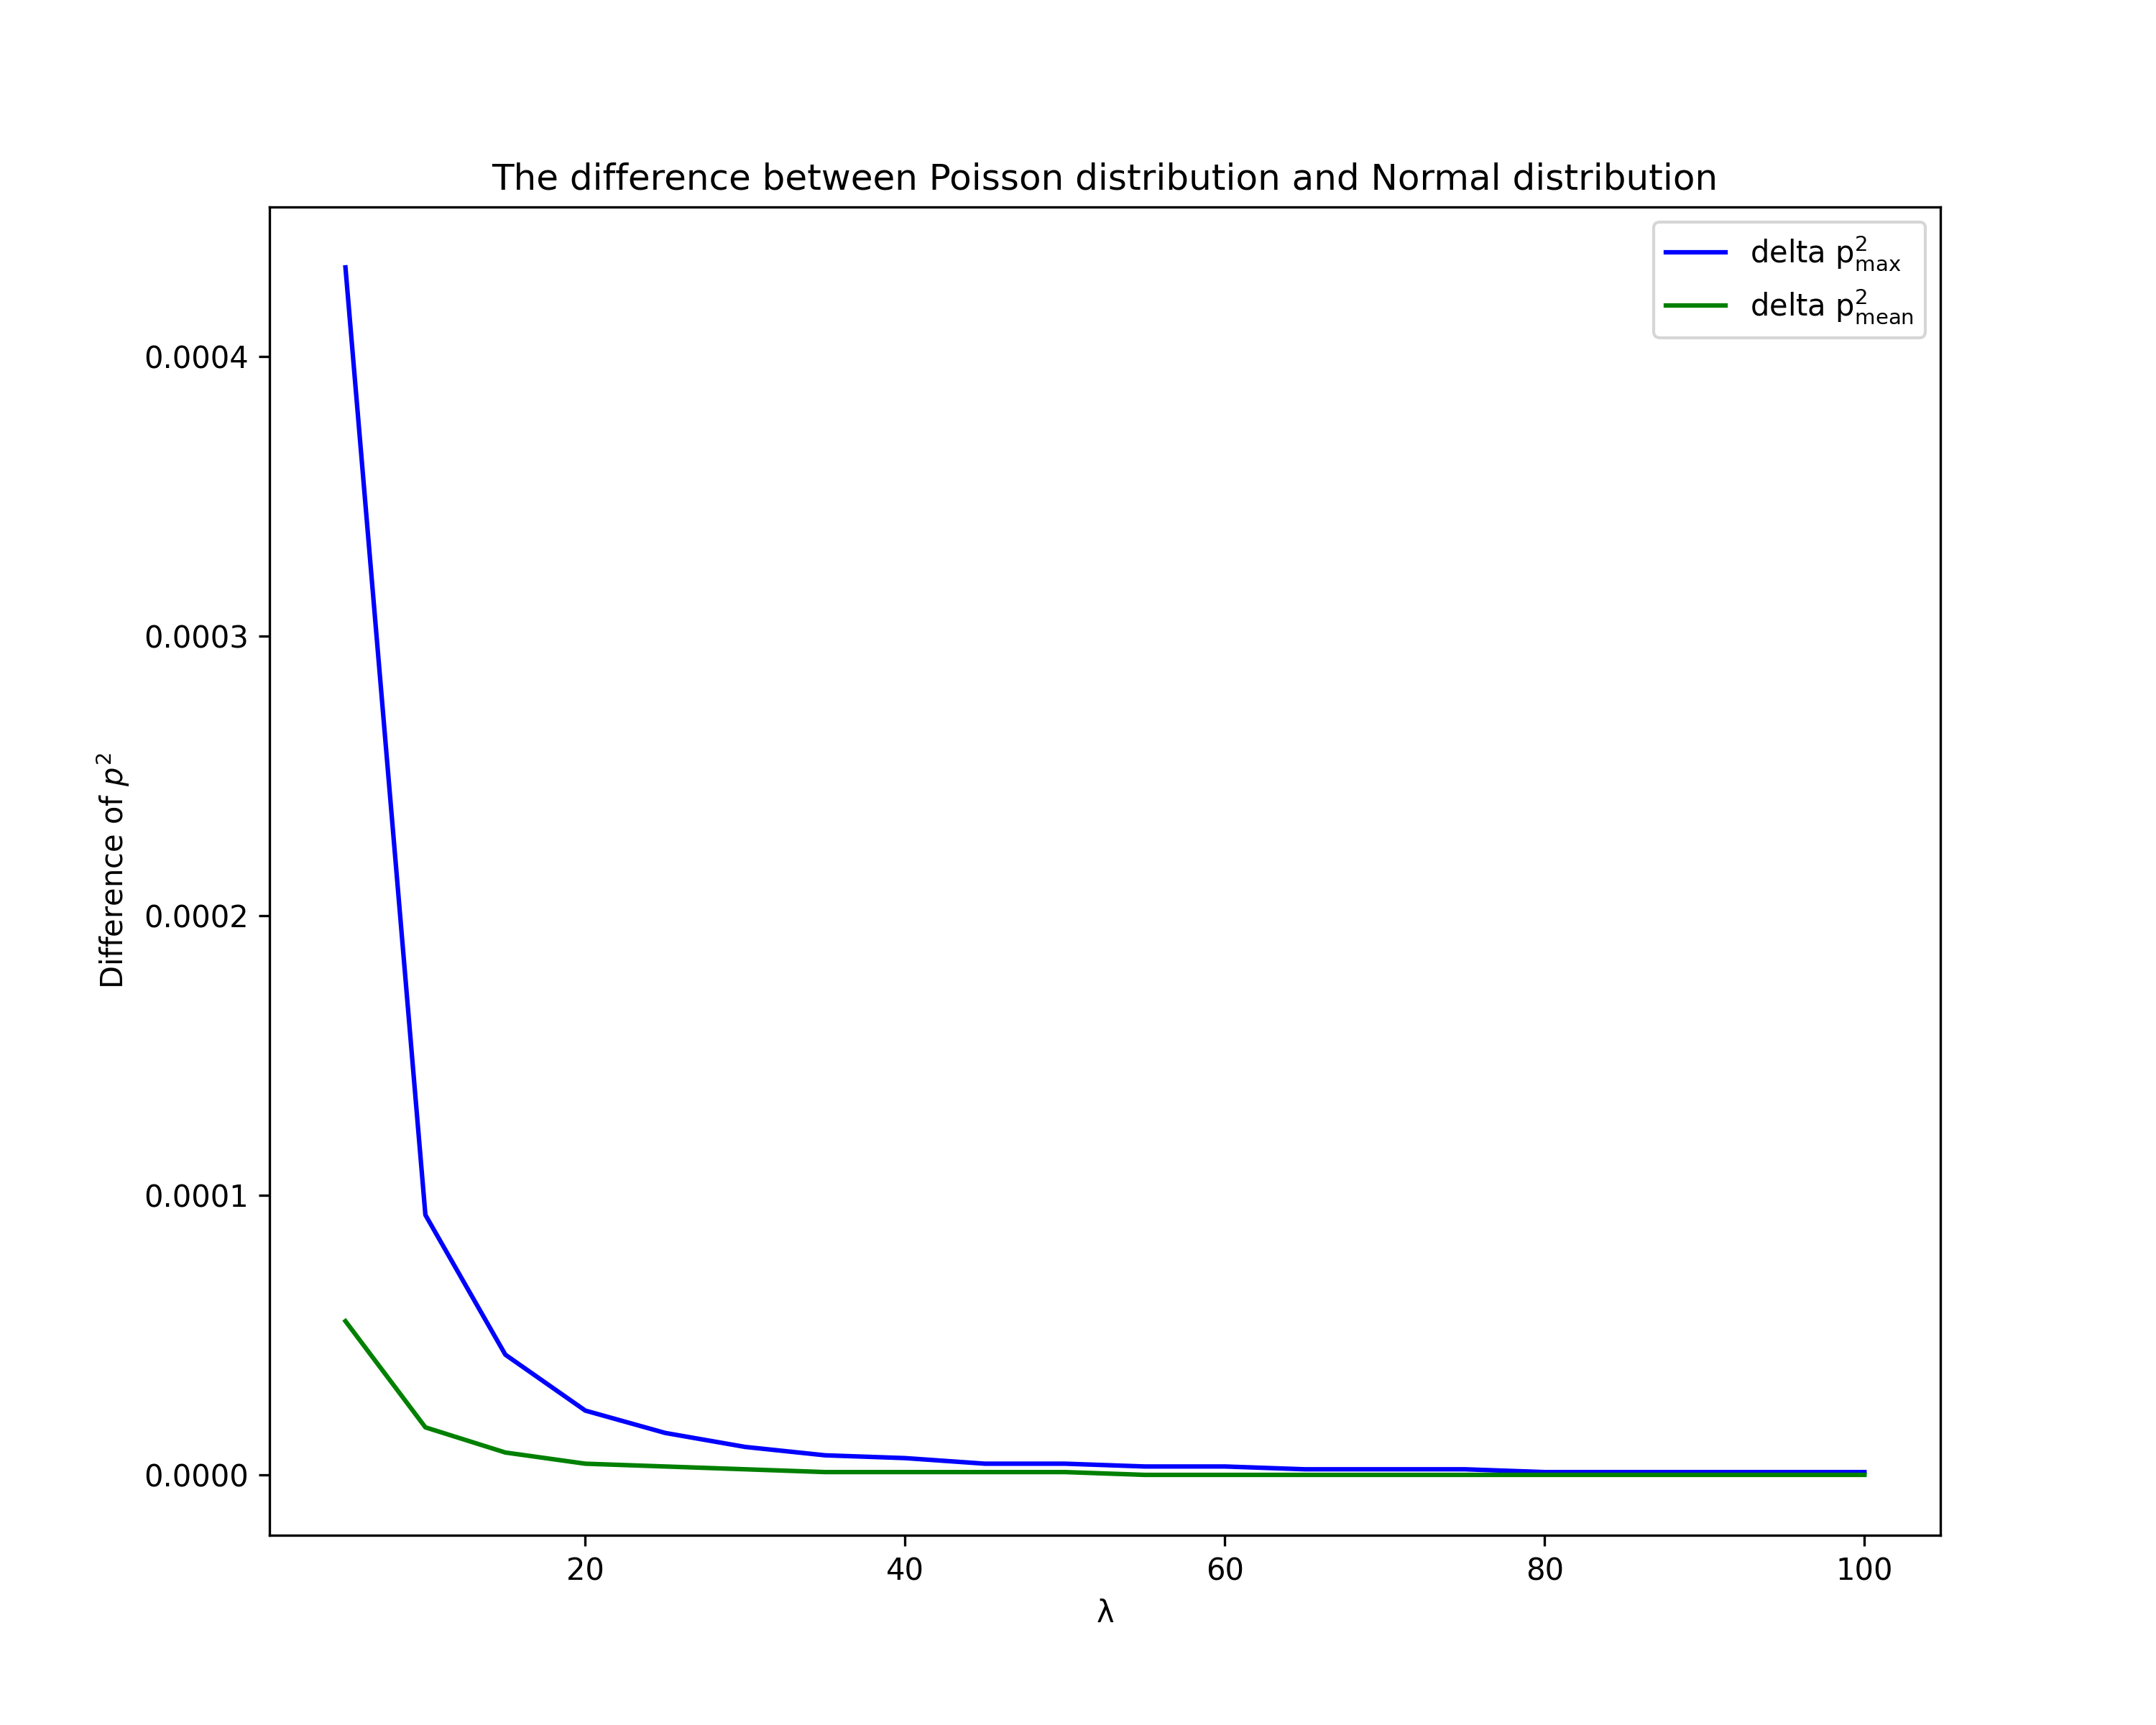 The difference between Poisson distribution and Normal distribution
delta p²max
delta p²mean
0.0004
0.0003
0.0002
0.0001
0.0000
Difference of p²
20 40 60 80 100
λ